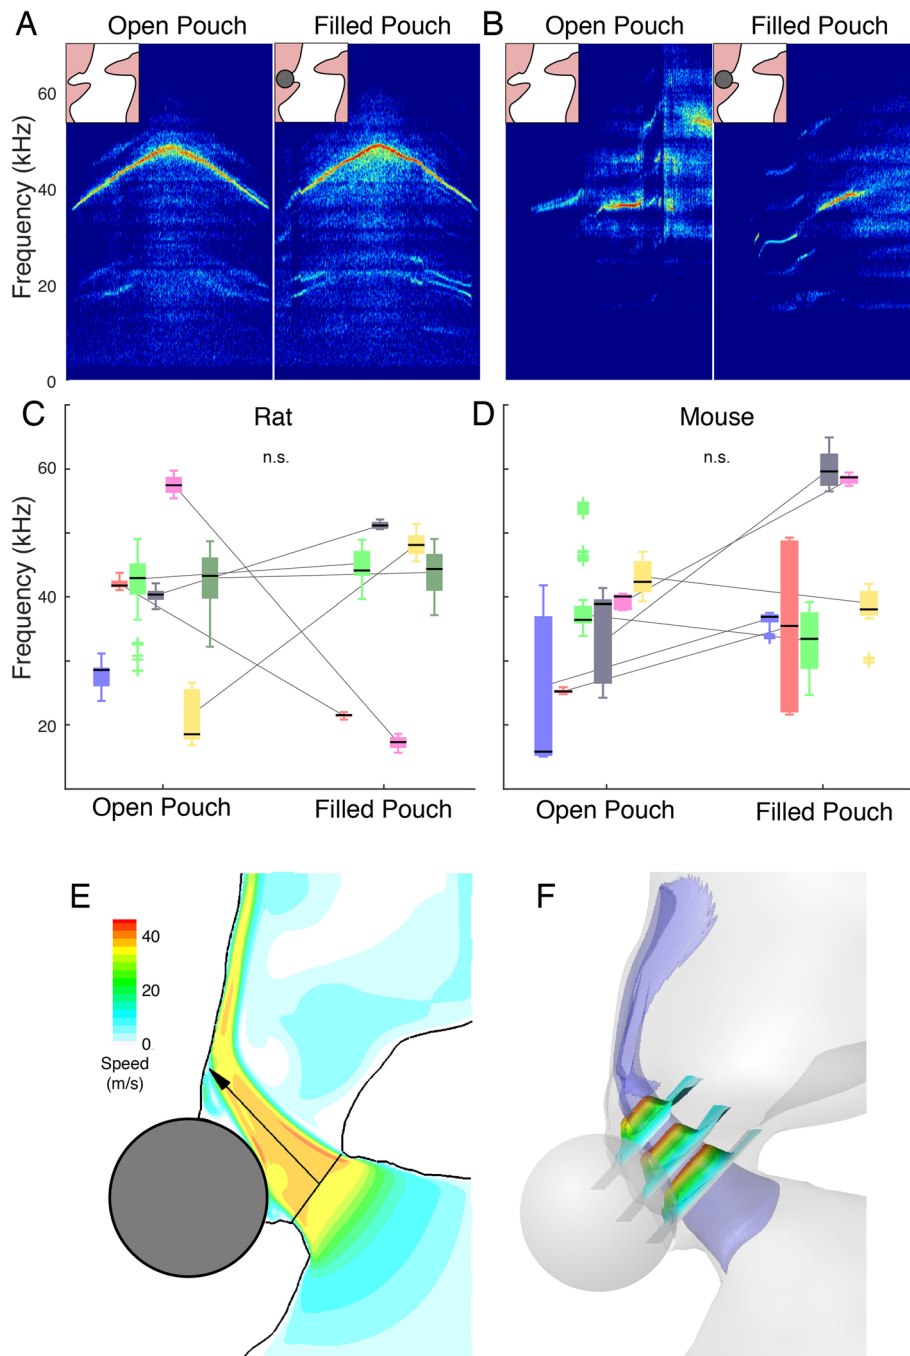 A
Open Pouch
Filled Pouch
B
Open Pouch
Filled Pouch
Frequency (kHz)
60
40
20
0
C
Rat
n.s.
D
Mouse
n.s.
Frequency (kHz)
60
40
20
Open Pouch
Filled Pouch
Open Pouch
Filled Pouch
E
40
20
0
Speed
(m/s)
F